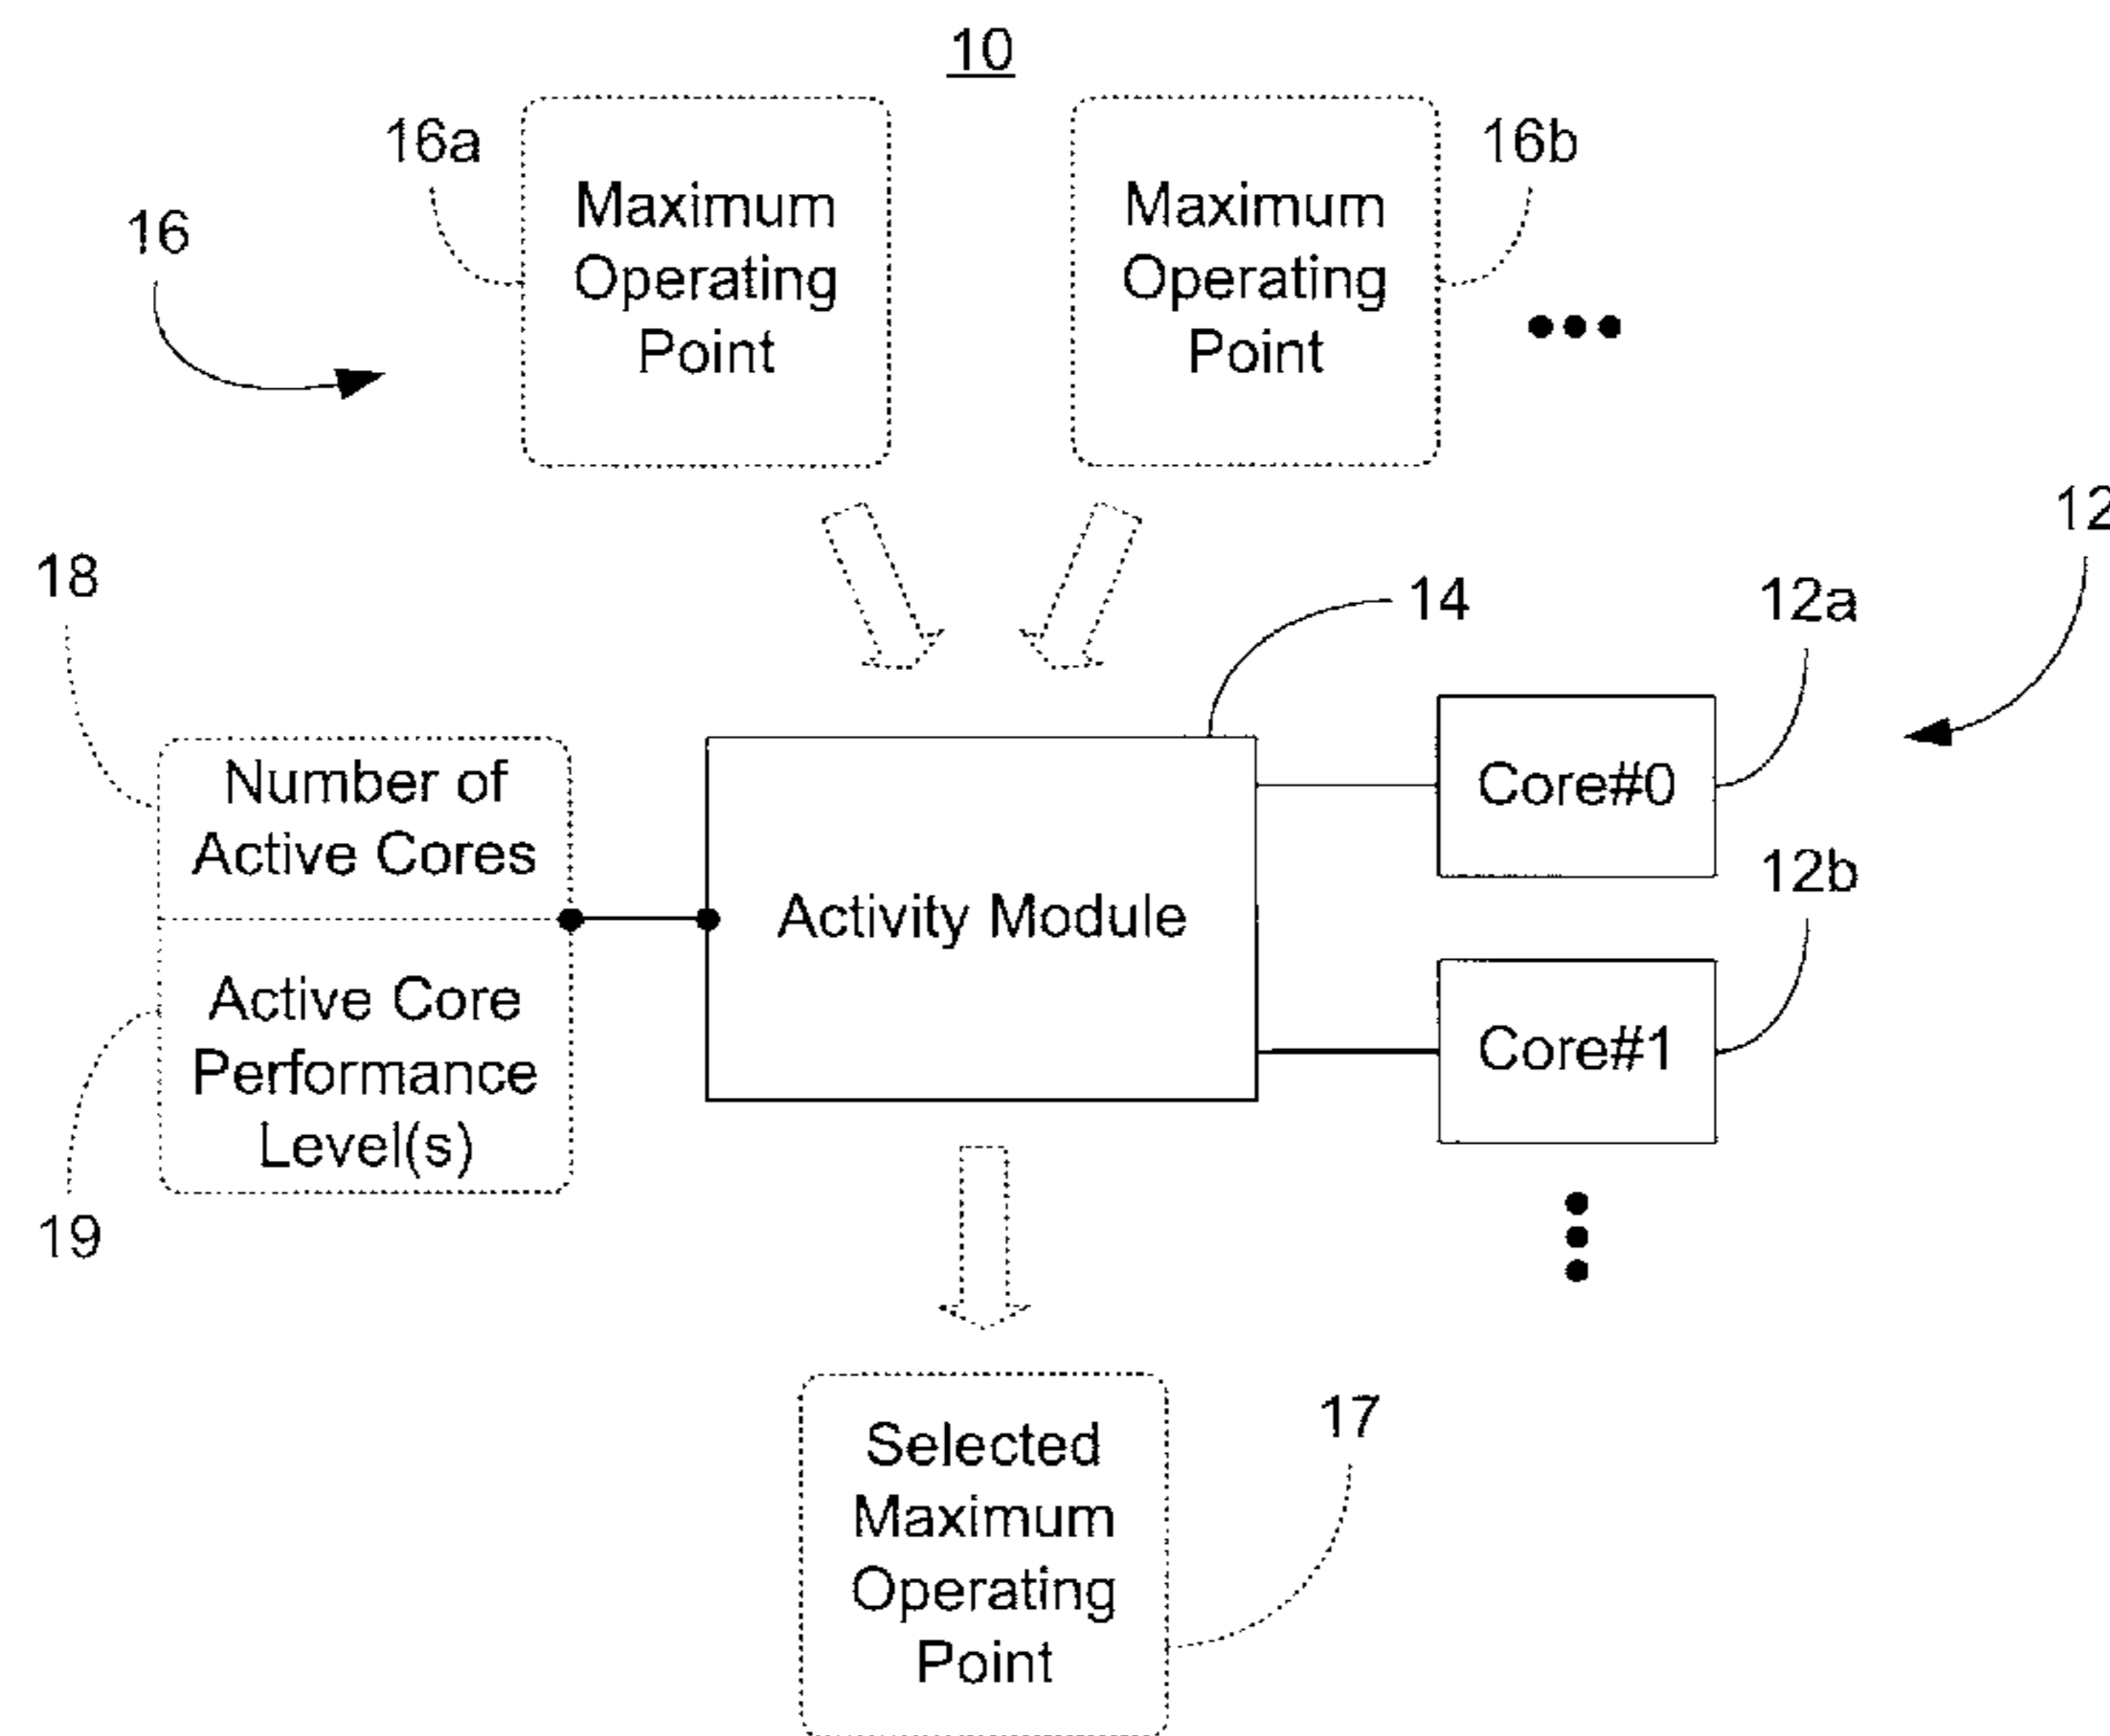 10
16a
16b
16
Maximum
Operating
Point
Maximum
Operating
Point
12
18
14
12a
Number of
Active Cores
Active Core
Performance
Level(s)
Activity Module
Core#0
12b
Core#1
19
17
Selected
Maximum
Operating
Point